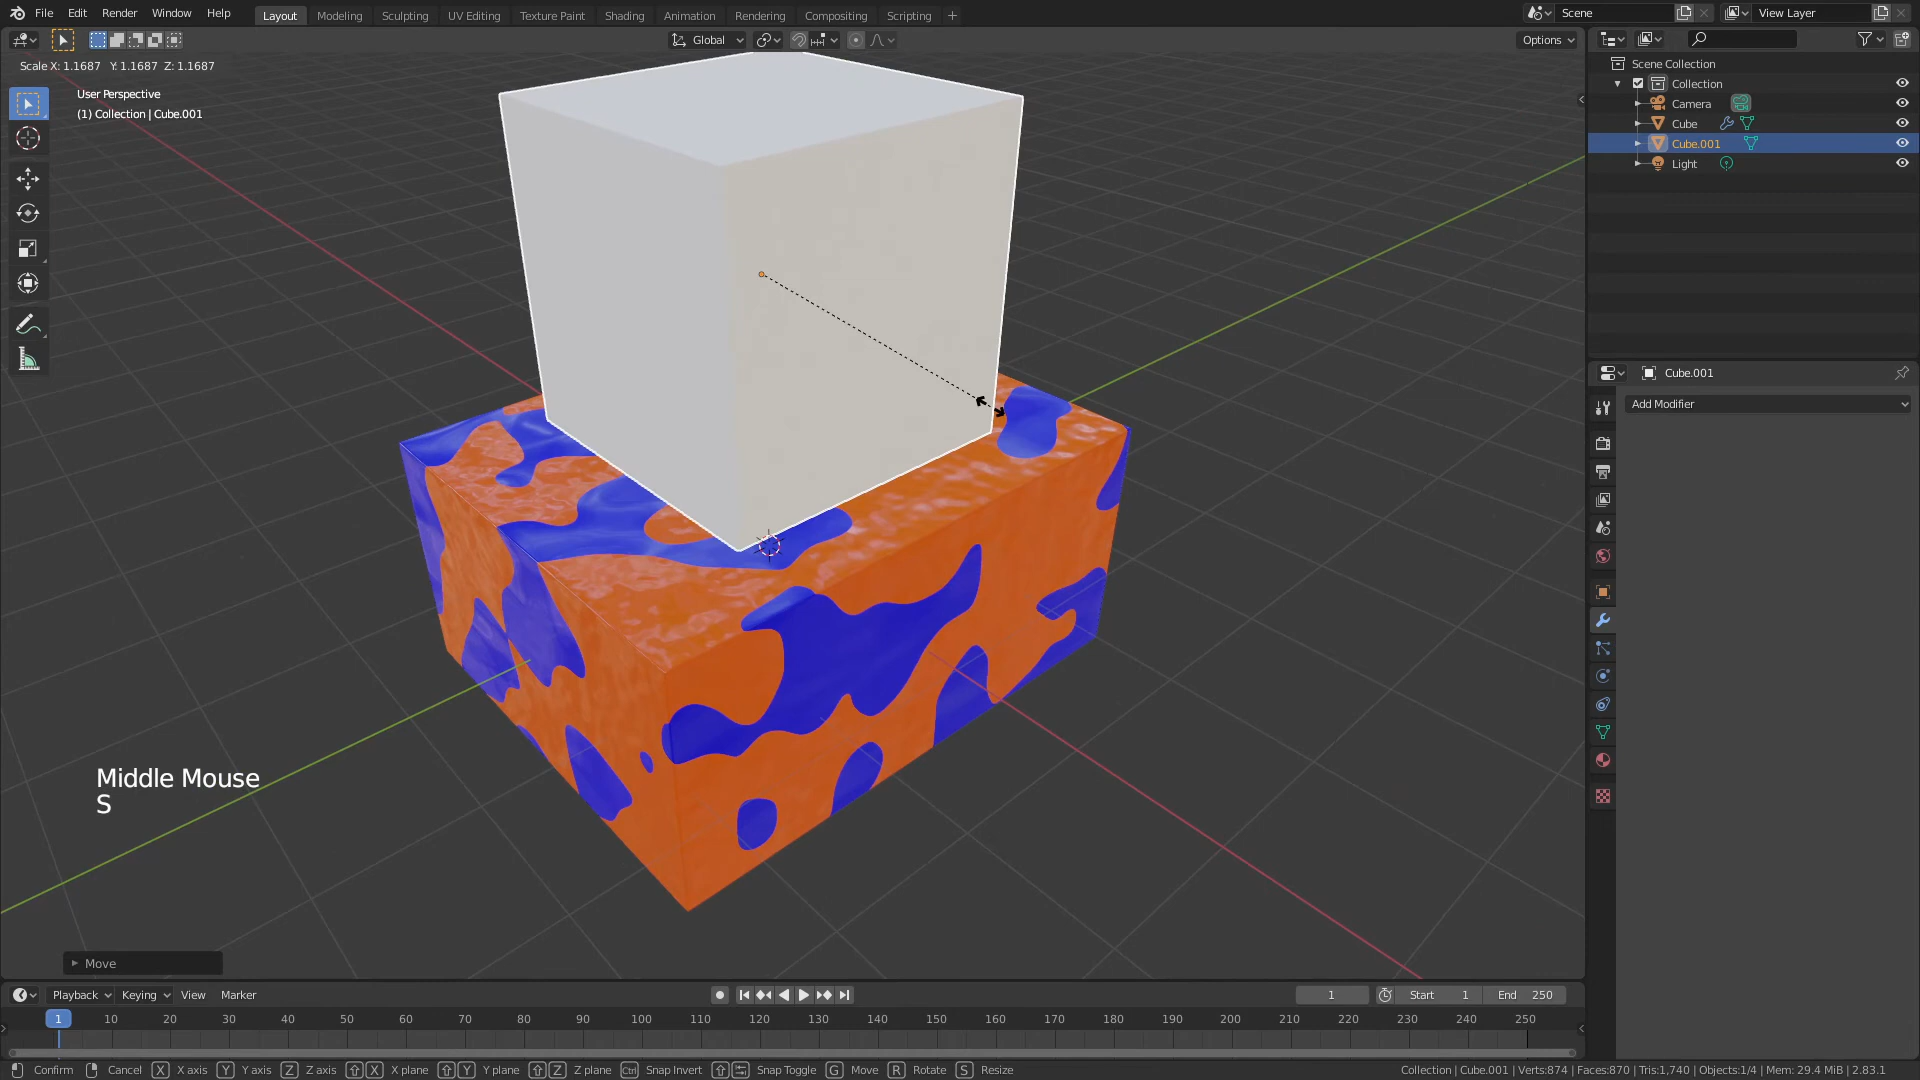 File Edit Render Window Help Layout Modeling Sculpting UV Editing Texture Paint Shading Animation Rendering Compositing Scripting + Scene View Layer
Global Options
Scale X: 1.1687 Y: 1.1687 Z: 1.1687
User Perspective
(1) Collection | Cube.001
Scene Collection
Collection
Camera
Cube
Cube.001
Light
Cube.001
Add Modifier
Middle Mouse
S
Move
Playback Keying View Marker 1 Start 1 End 250
1 10 20 30 40 50 60 70 80 90 100 110 120 130 140 150 160 170 180 190 200 210 220 230 240 250
Confirm Cancel X X axis Y Y axis Z Z axis X X plane Y Y plane Z Z plane Ctrl Snap Invert Snap Toggle G Move R Rotate S Resize Collection | Cube.001 | Verts:874 | Faces:870 | Tris:1,740 | Objects:1/4 | Mem: 29.4 MiB | 2.83.1